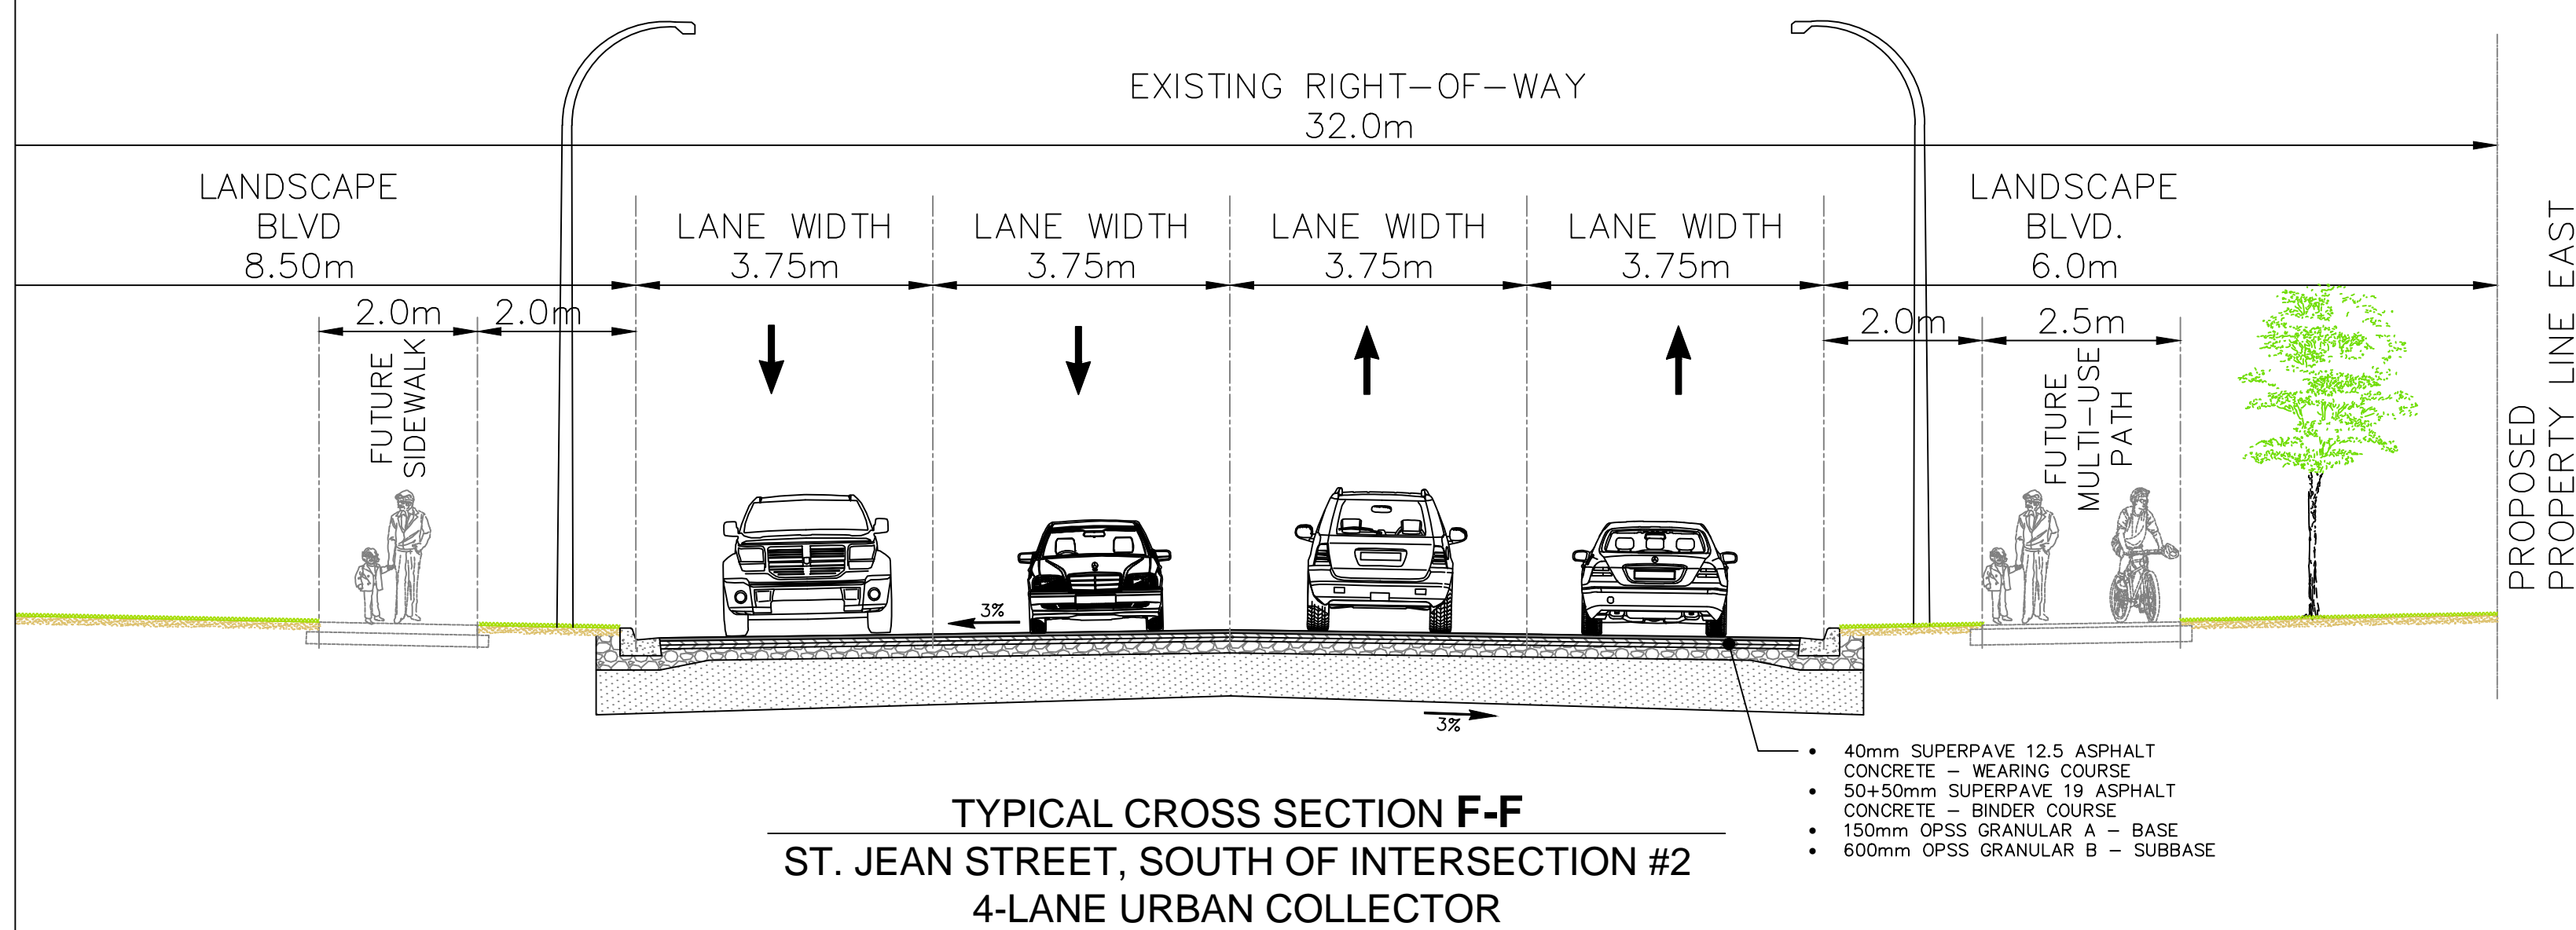 EXISTING RIGHT-OF-WAY
32.0m
LANDSCAPE
BLVD
8.50m
LANE WIDTH
3.75m
LANE WIDTH
3.75m
LANE WIDTH
3.75m
LANE WIDTH
3.75m
LANDSCAPE
BLVD.
6.0m
2.0m
2.0m
2.0m
2.5m
FUTURE
SIDEWALK
FUTURE
MULTI-USE
PATH
PROPOSED
PROPERTY LINE EAST
3%
3%
• 40mm SUPERPAVE 12.5 ASPHALT
CONCRETE - WEARING COURSE
• 50+50mm SUPERPAVE 19 ASPHALT
CONCRETE - BINDER COURSE
• 150mm OPSS GRANULAR A - BASE
• 600mm OPSS GRANULAR B - SUBBASE
TYPICAL CROSS SECTION F-F
ST. JEAN STREET, SOUTH OF INTERSECTION #2
4-LANE URBAN COLLECTOR